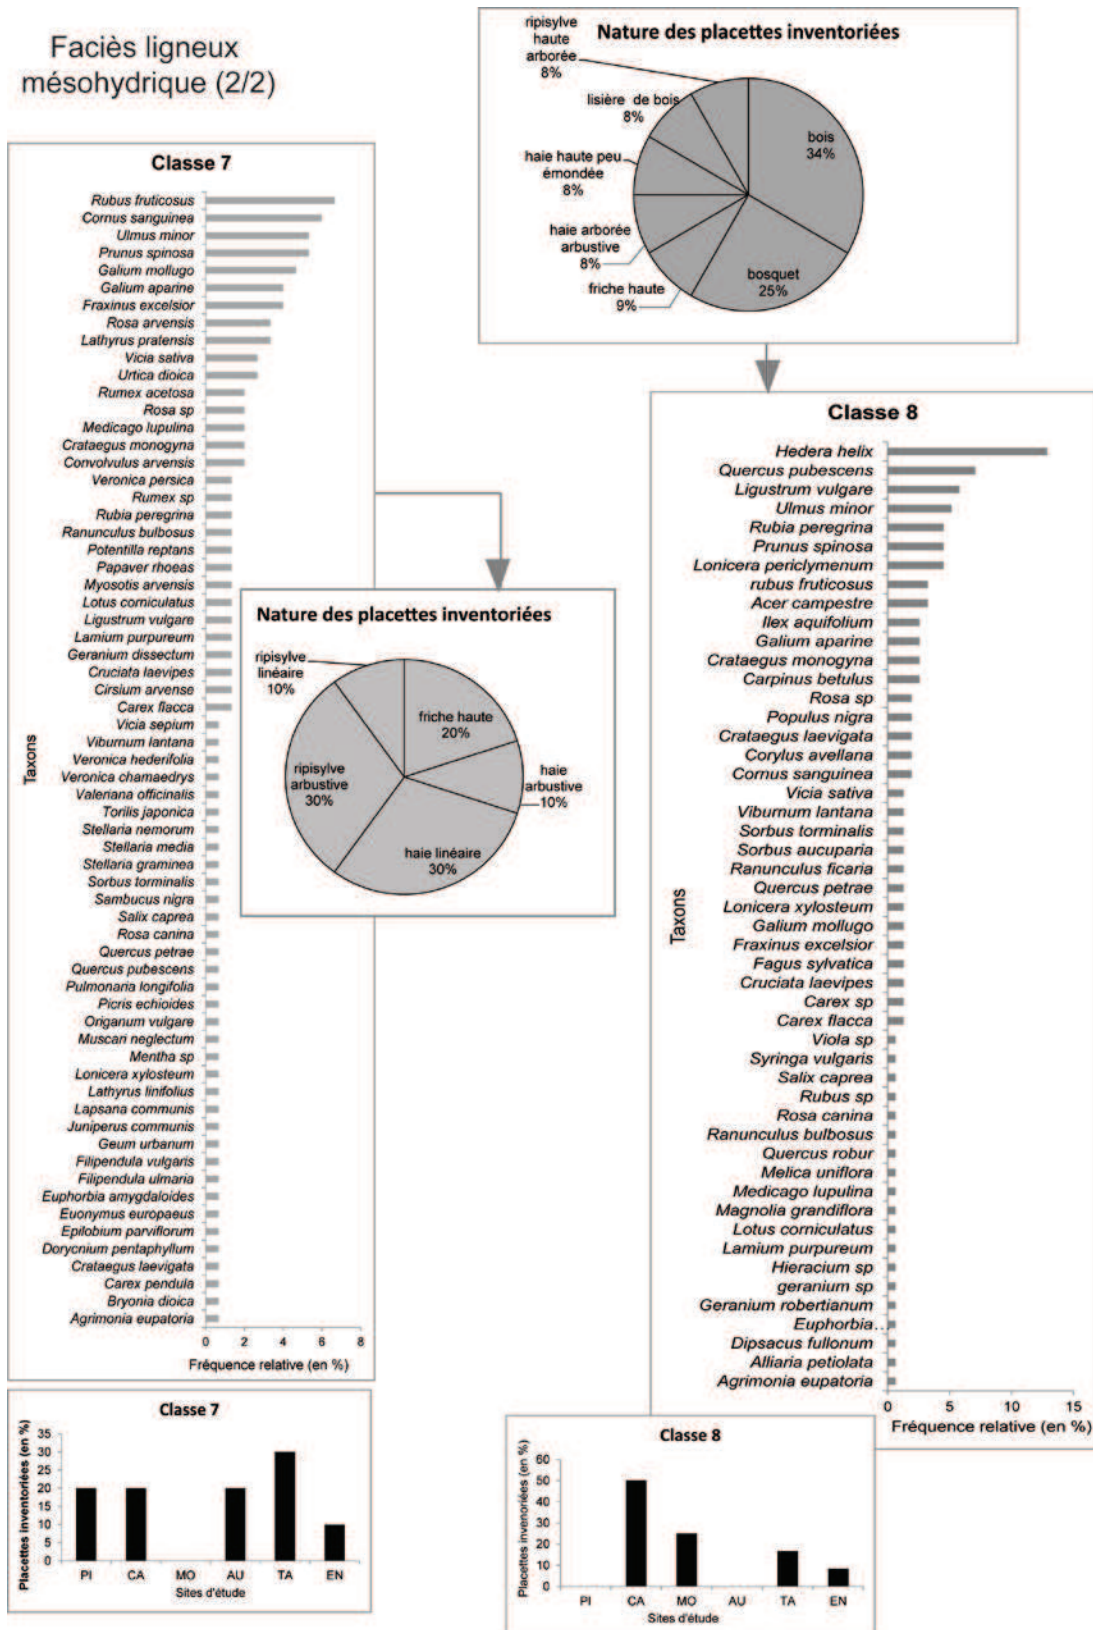 Faciès ligneux
mésohydrique (2/2)
Nature des placettes inventoriées
ripisylve
haute
arborée
8%
lisière de bois
8%
haie haute peu
émondée
8%
haie arborée
arbustive
8%
friche haute
9%
bosquet
25%
bois
34%
Classe 7
Taxons
Rubus fruticosus
Cornus sanguinea
Ulmus minor
Prunus spinosa
Galium mollugo
Galium aparine
Fraxinus excelsior
Rosa arvensis
Lathyrus pratensis
Vicia sativa
Urtica dioica
Rumex acetosa
Rosa sp
Medicago lupulina
Crataegus monogyna
Convolvulus arvensis
Veronica persica
Rumex sp
Rubia peregrina
Ranunculus bulbosus
Potentilla reptans
Papaver rhoeas
Myosotis arvensis
Lotus corniculatus
Ligustrum vulgare
Lamium purpureum
Geranium dissectum
Cruciata laevipes
Cirsium arvense
Carex flacca
Vicia sepium
Viburnum lantana
Veronica hederifolia
Veronica chamaedrys
Valeriana officinalis
Torilis japonica
Stellaria nemorum
Stellaria media
Stellaria graminea
Sorbus torminalis
Sambucus nigra
Salix caprea
Rosa canina
Quercus petrae
Quercus pubescens
Pulmonaria longifolia
Picris echioides
Origanum vulgare
Muscari neglectum
Mentha sp
Lonicera xylosteum
Lathyrus linifolius
Lapsana communis
Juniperus communis
Geum urbanum
Filipendula vulgaris
Filipendula ulmaria
Euphorbia amygdaloides
Euonymus europaeus
Epilobium parviflorum
Dorycnium pentaphyllum
Crataegus laevigata
Carex pendula
Bryonia dioica
Agrimonia eupatoria
0 2 4 6 8
Fréquence relative (en %)
Nature des placettes inventoriées
ripisylve
linéaire
10%
friche haute
20%
haie
arbustive
10%
ripisylve
arbustive
30%
haie linéaire
30%
Classe 8
Taxons
Hedera helix
Quercus pubescens
Ligustrum vulgare
Ulmus minor
Rubia peregrina
Prunus spinosa
Lonicera periclymenum
rubus fruticosus
Acer campestre
Ilex aquifolium
Galium aparine
Crataegus monogyna
Carpinus betulus
Rosa sp
Populus nigra
Crataegus laevigata
Corylus avellana
Cornus sanguinea
Vicia sativa
Viburnum lantana
Sorbus torminalis
Sorbus aucuparia
Ranunculus ficaria
Quercus petrae
Lonicera xylosteum
Galium mollugo
Fraxinus excelsior
Fagus sylvatica
Cruciata laevipes
Carex sp
Carex flacca
Viola sp
Syringa vulgaris
Salix caprea
Rubus sp
Rosa canina
Ranunculus bulbosus
Quercus robur
Melica uniflora
Medicago lupulina
Magnolia grandiflora
Lotus corniculatus
Lamium purpureum
Hieracium sp
geranium sp
Geranium robertianum
Euphorbia…
Dipsacus fullonum
Alliaria petiolata
Agrimonia eupatoria
0 5 10 15
Fréquence relative (en %)
Classe 7
Placettes inventoriées (en %)
35
30
25
20
15
10
5
0
PI CA MO AU TA EN
Sites d'étude
Classe 8
Placettes invenoriées (en %)
60
50
40
30
20
10
0
PI CA MO AU TA EN
Sites d'étude